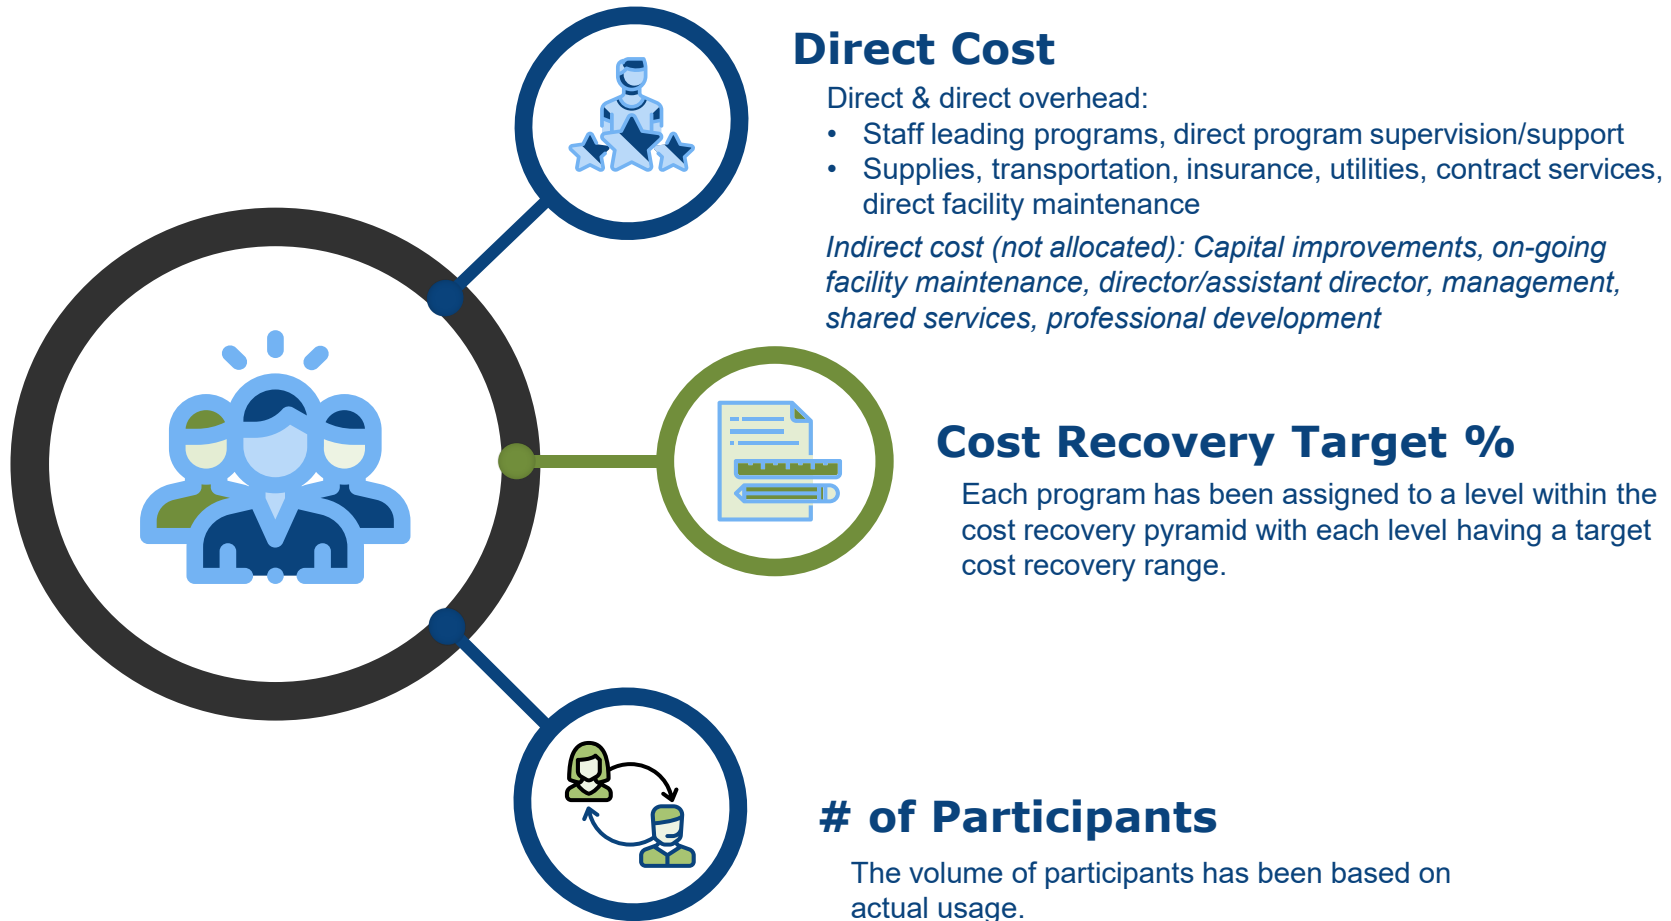 Direct Cost
Direct & direct overhead:
• Staff leading programs, direct program supervision/support
• Supplies, transportation, insurance, utilities, contract services,
direct facility maintenance
Indirect cost (not allocated): Capital improvements, on-going
facility maintenance, director/assistant director, management,
shared services, professional development
Cost Recovery Target %
Each program has been assigned to a level within the
cost recovery pyramid with each level having a target
cost recovery range.
# of Participants
The volume of participants has been based on
actual usage.